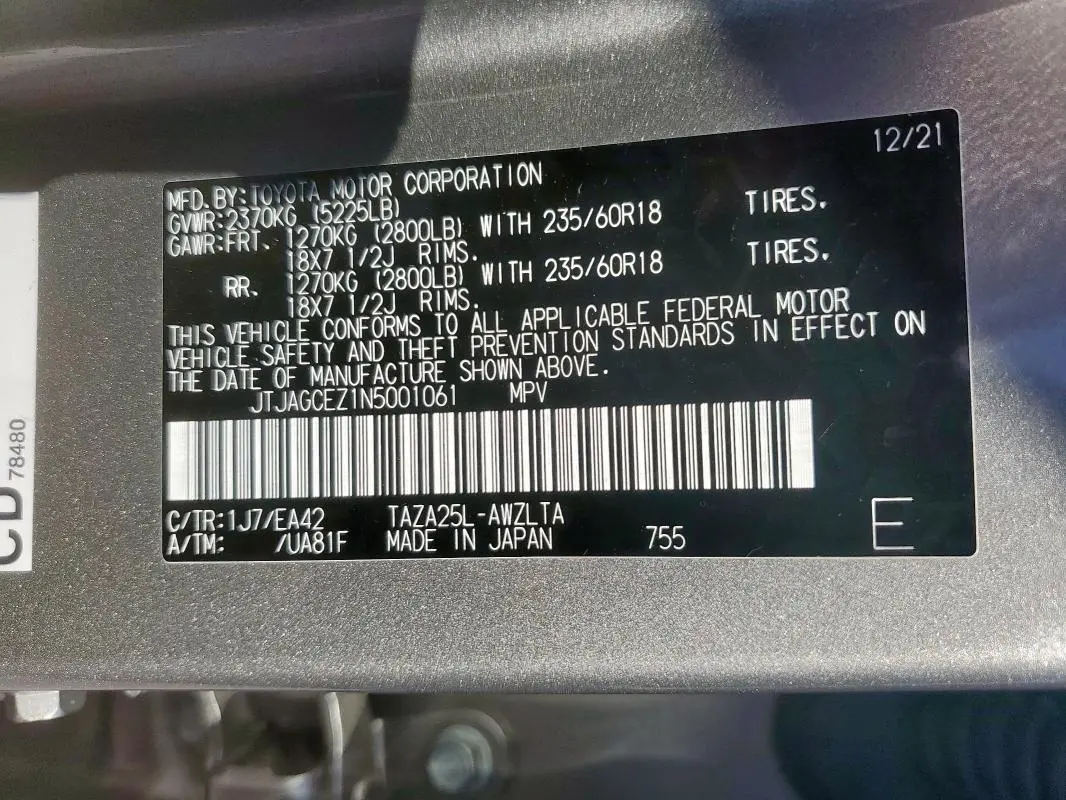 12/21
MFD. BY:TOYOTA MOTOR CORPORATION
GVWR:2370KG (5225LB)
GAWR:FRT. 1270KG (2800LB) WITH 235/60R18 TIRES.
18X7 1/2J RIMS.
RR. 1270KG (2800LB) WITH 235/60R18 TIRES.
18X7 1/2J RIMS.
THIS VEHICLE CONFORMS TO ALL APPLICABLE FEDERAL MOTOR
VEHICLE SAFETY AND THEFT PREVENTION STANDARDS IN EFFECT ON
THE DATE OF MANUFACTURE SHOWN ABOVE.
JTJAGCEZ1N5001061 MPV
C/TR:1J7/EA42 TAZA25L-AWZLTA
A/TM: /UA81F MADE IN JAPAN 755 E
78480